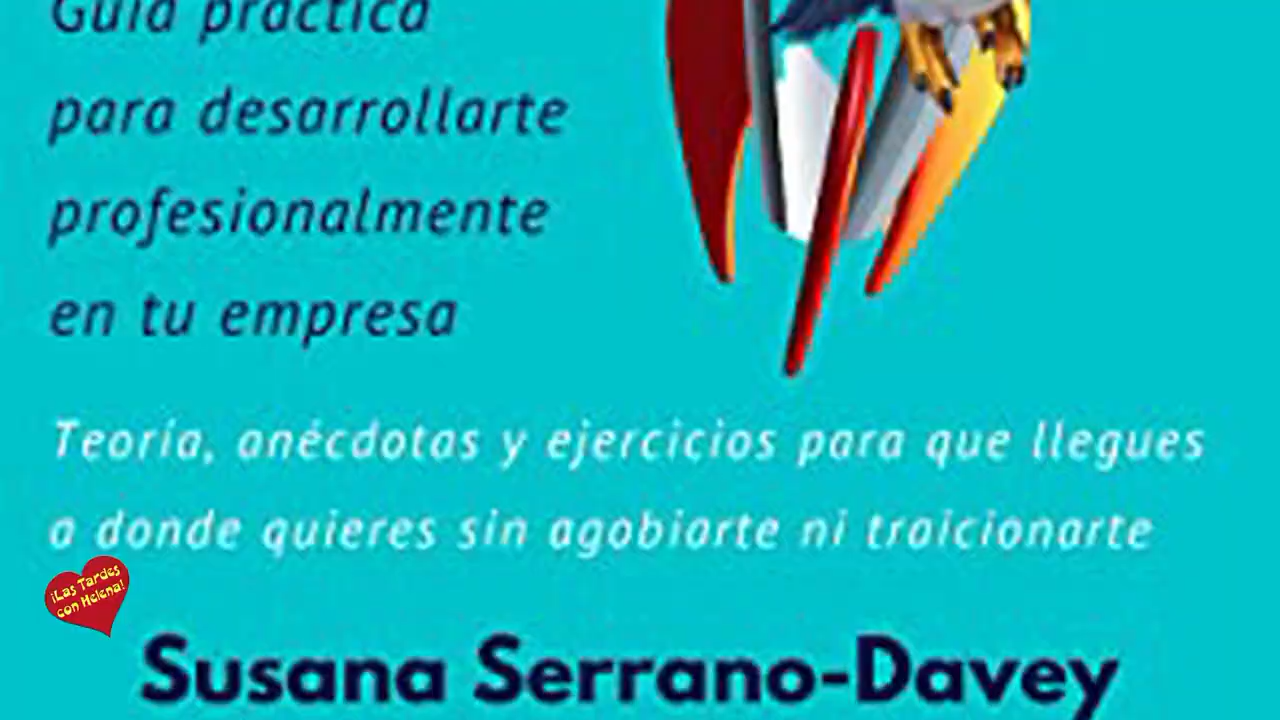 Guía práctica
para desarrollarte
profesionalmente
en tu empresa
Teoría, anécdotas y ejercicios para que llegues
a donde quieres sin agobiarte ni traicionarte
¡Las Tardes
con Helena!
Susana Serrano-Davey